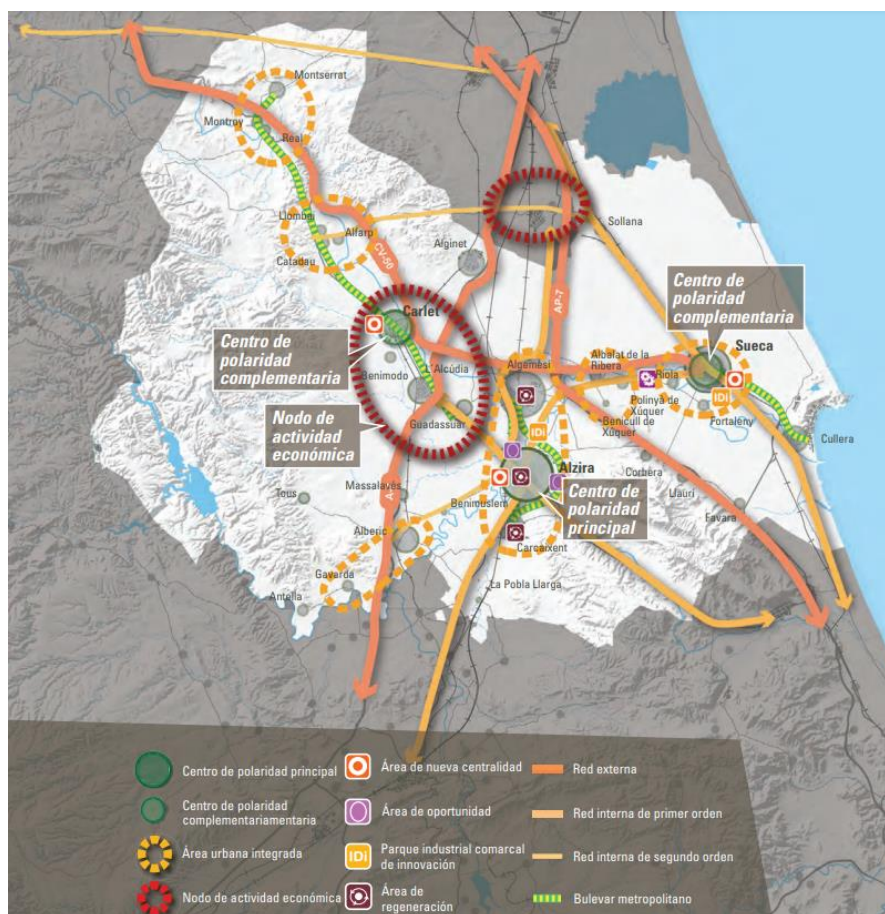 Montserrat
Montroy
Real
Llombai
Alfarp
Catadau
CV-50
Alginet
Sollana
AP-7
Centro de
polaridad
complementaria
Carlet
Sueca
Centro de
polaridad
complementaria
Benimodo
L'Alcúdia
Algemesí
Albalat de la
Ribera
Riola
Polinyà de
Xúquer
IDi
Fortaleny
Benicull de
Xúquer
Nodo de
actividad
económica
Guadassuar
IDi
Cullera
Alzira
Corbera
Massalavés
Centro de
polaridad
principal
Tous
Benimuslem
Llaurí
Favara
Alberic
Carcaixent
Gavarda
Antella
La Pobla Llarga
Centro de polaridad principal
Área de nueva centralidad
Red externa
Centro de polaridad
complementariamentaria
Área de oportunidad
Red interna de primer orden
Área urbana integrada
IDi
Parque industrial comarcal
de innovación
Red interna de segundo orden
Nodo de actividad económica
Área de
regeneración
Bulevar metropolitano